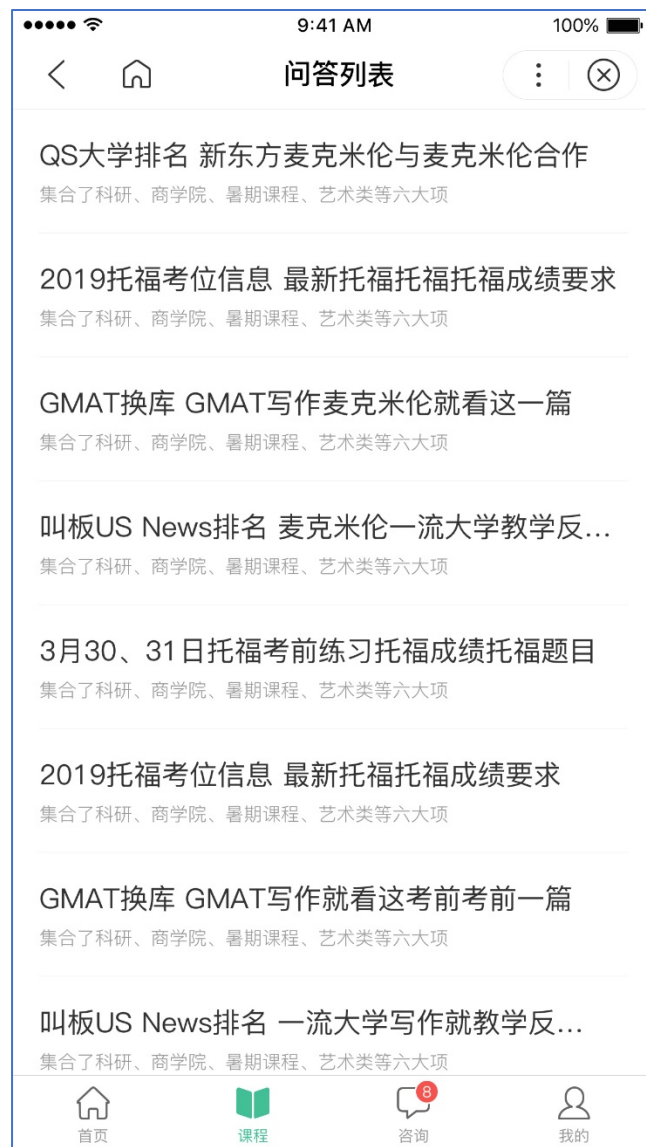 9:41 AM
100%
问答列表
QS大学排名 新东方麦克米伦与麦克米伦合作
集合了科研、商学院、暑期课程、艺术类等六大项
2019托福考位信息 最新托福托福托福成绩要求
集合了科研、商学院、暑期课程、艺术类等六大项
GMAT换库 GMAT写作麦克米伦就看这一篇
集合了科研、商学院、暑期课程、艺术类等六大项
叫板US News排名 麦克米伦一流大学教学反...
集合了科研、商学院、暑期课程、艺术类等六大项
3月30、31日托福考前练习托福成绩托福题目
集合了科研、商学院、暑期课程、艺术类等六大项
2019托福考位信息 最新托福托福成绩要求
集合了科研、商学院、暑期课程、艺术类等六大项
GMAT换库 GMAT写作就看这考前考前一篇
集合了科研、商学院、暑期课程、艺术类等六大项
叫板US News排名 一流大学写作就教学反...
集合了科研、商学院、暑期课程、艺术类等六大项
8
首页
课程
咨询
我的